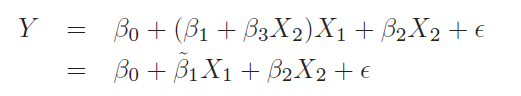 Y = β₀ + (β₁ + β₃X₂)X₁ + β₂X₂ + ϵ
= β₀ + β̃₁X₁ + β₂X₂ + ϵ